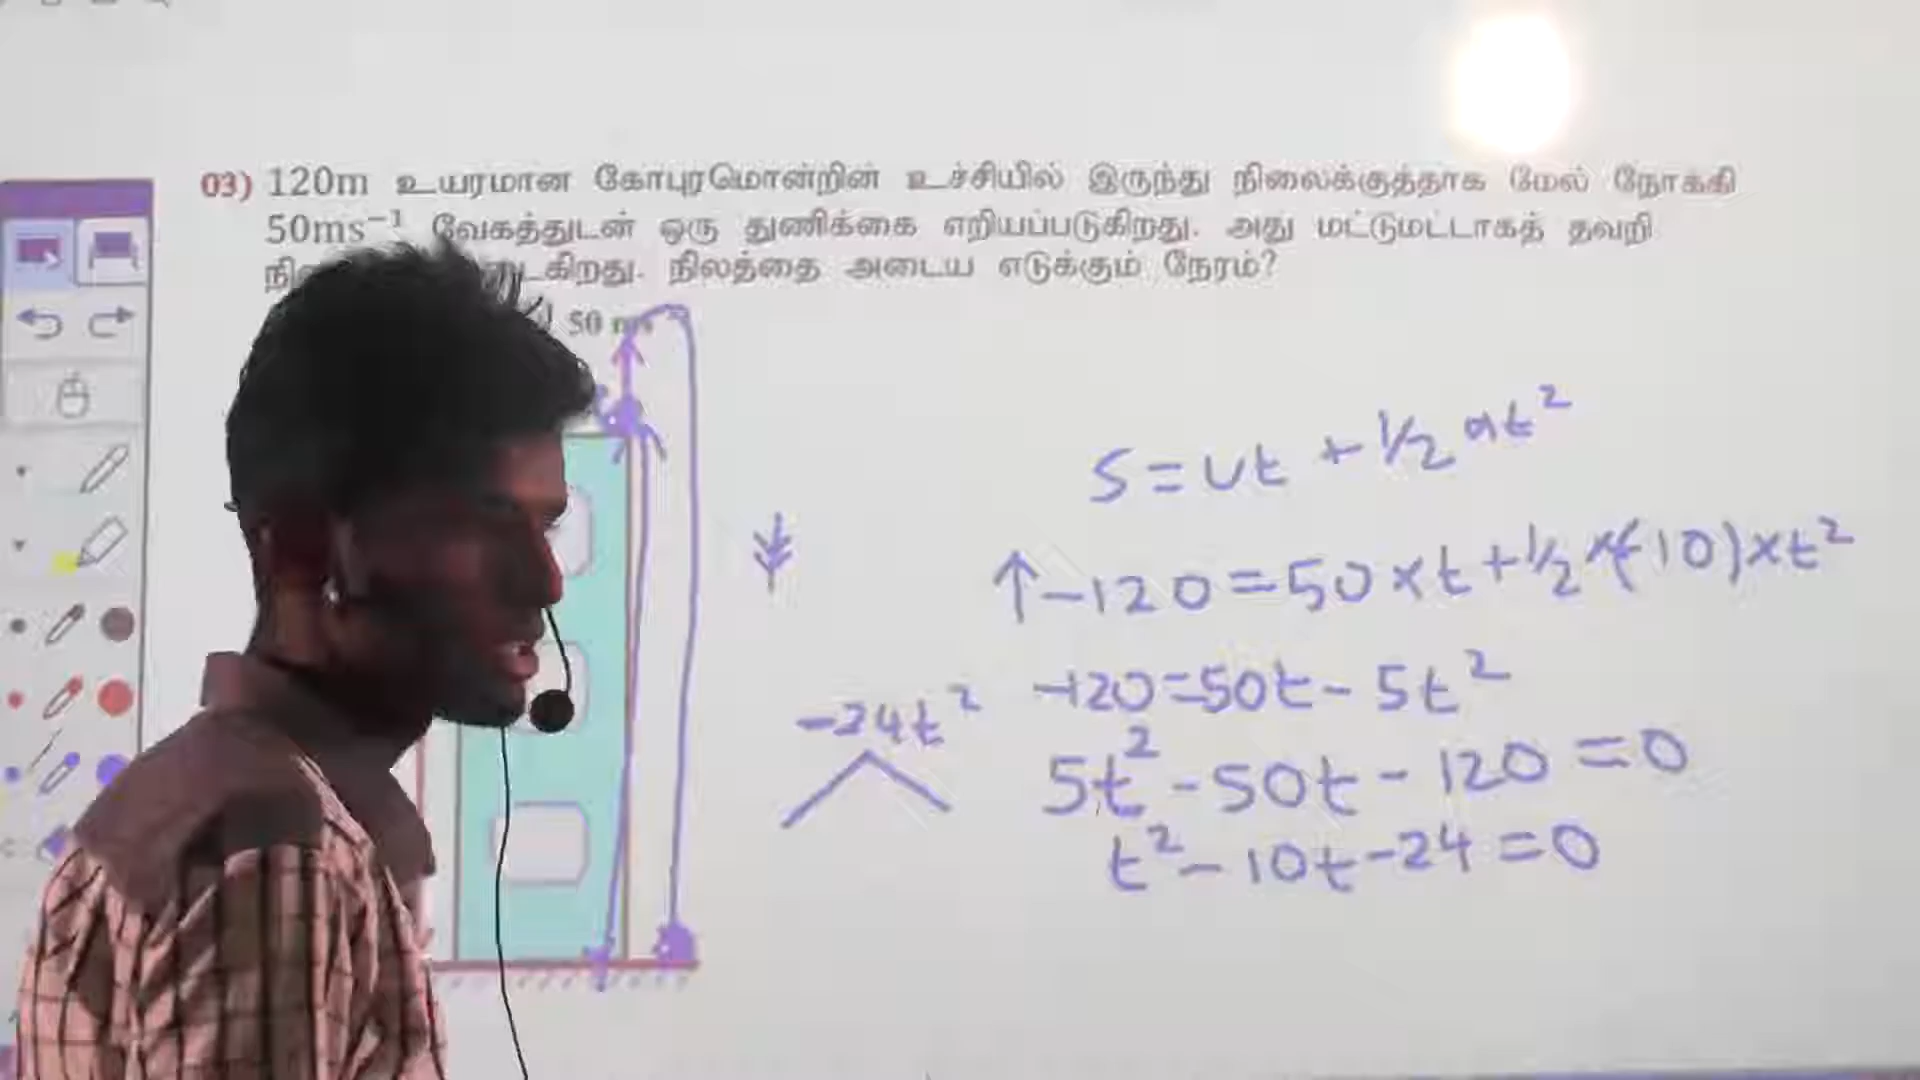 03) 120m உயரமான கோபுரமொன்றின் உச்சியில் இருந்து நிலைக்குத்தாக மேல் நோக்கி
50ms⁻¹ வேகத்துடன் ஒரு துணிக்கை எறியப்படுகிறது. அது மட்டுமட்டாகத் தவறி
நிலத்தை அடைய எடுக்கும் நேரம்?
50
S = Ut + 1/2 at²
↑ -120 = 50 × t + 1/2 × (-10) × t²
-120 = 50t - 5t²
-24t²
5t² - 50t - 120 = 0
t² - 10t - 24 = 0